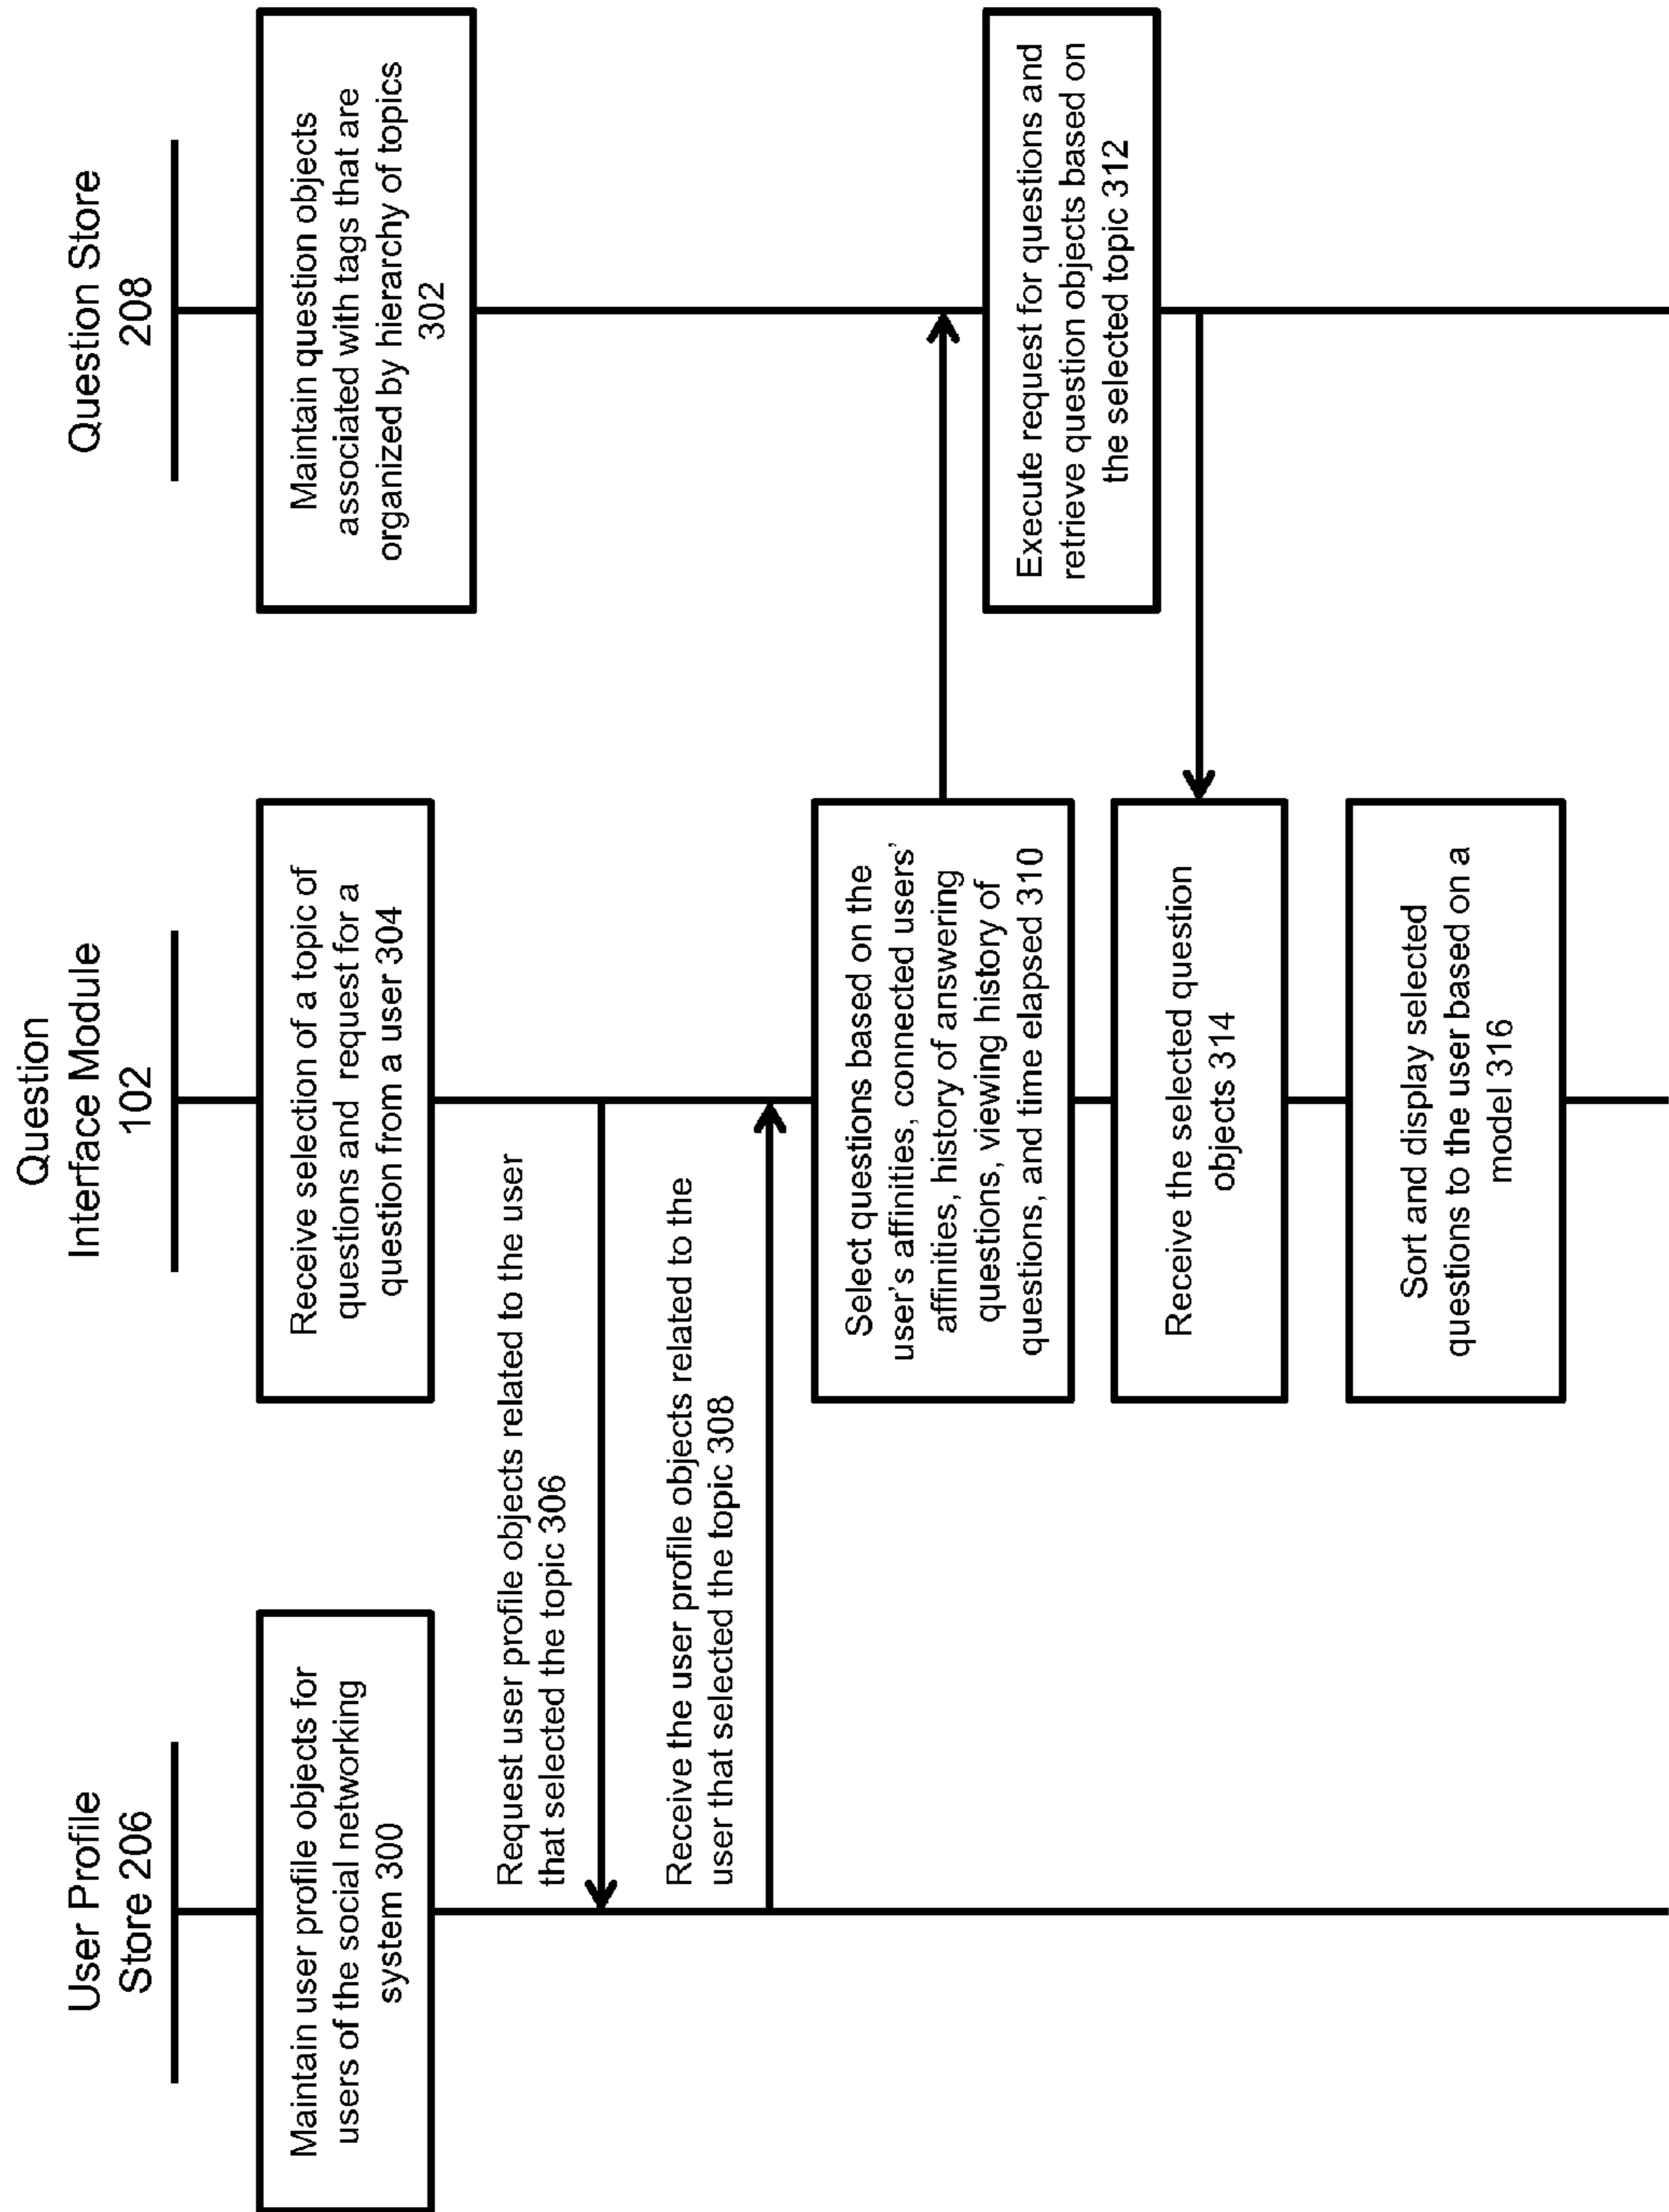 User Profile
Store 206
Question
Interface Module
102
Question Store
208
Maintain user profile objects for
users of the social networking
system 300
Receive selection of a topic of
questions and request for a
question from a user 304
Maintain question objects
associated with tags that are
organized by hierarchy of topics
302
Request user profile objects related to the user
that selected the topic 306
Receive the user profile objects related to the
user that selected the topic 308
Select questions based on the
user's affinities, connected users'
affinities, history of answering
questions, viewing history of
questions, and time elapsed 310
Execute request for questions and
retrieve question objects based on
the selected topic 312
Receive the selected question
objects 314
Sort and display selected
questions to the user based on a
model 316